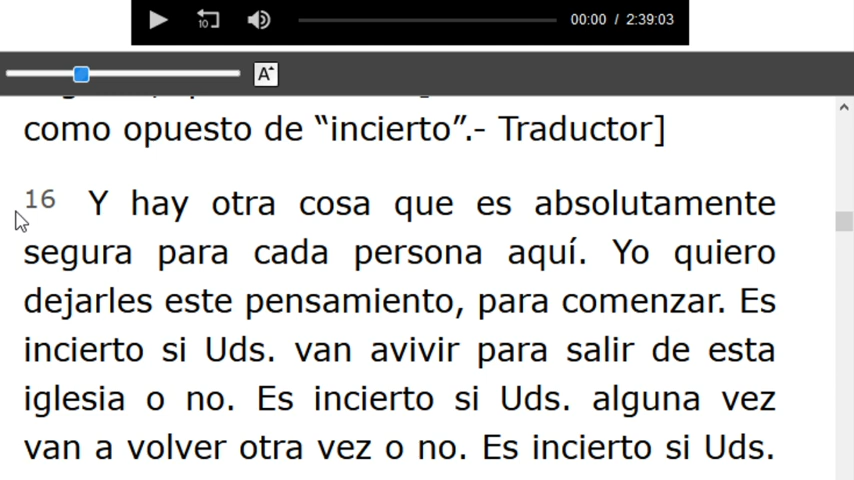 00:00 / 2:39:03
10
A
como opuesto de “incierto”.- Traductor]
16 Y hay otra cosa que es absolutamente
segura para cada persona aquí. Yo quiero
dejarles este pensamiento, para comenzar. Es
incierto si Uds. van avivir para salir de esta
iglesia o no. Es incierto si Uds. alguna vez
van a volver otra vez o no. Es incierto si Uds.